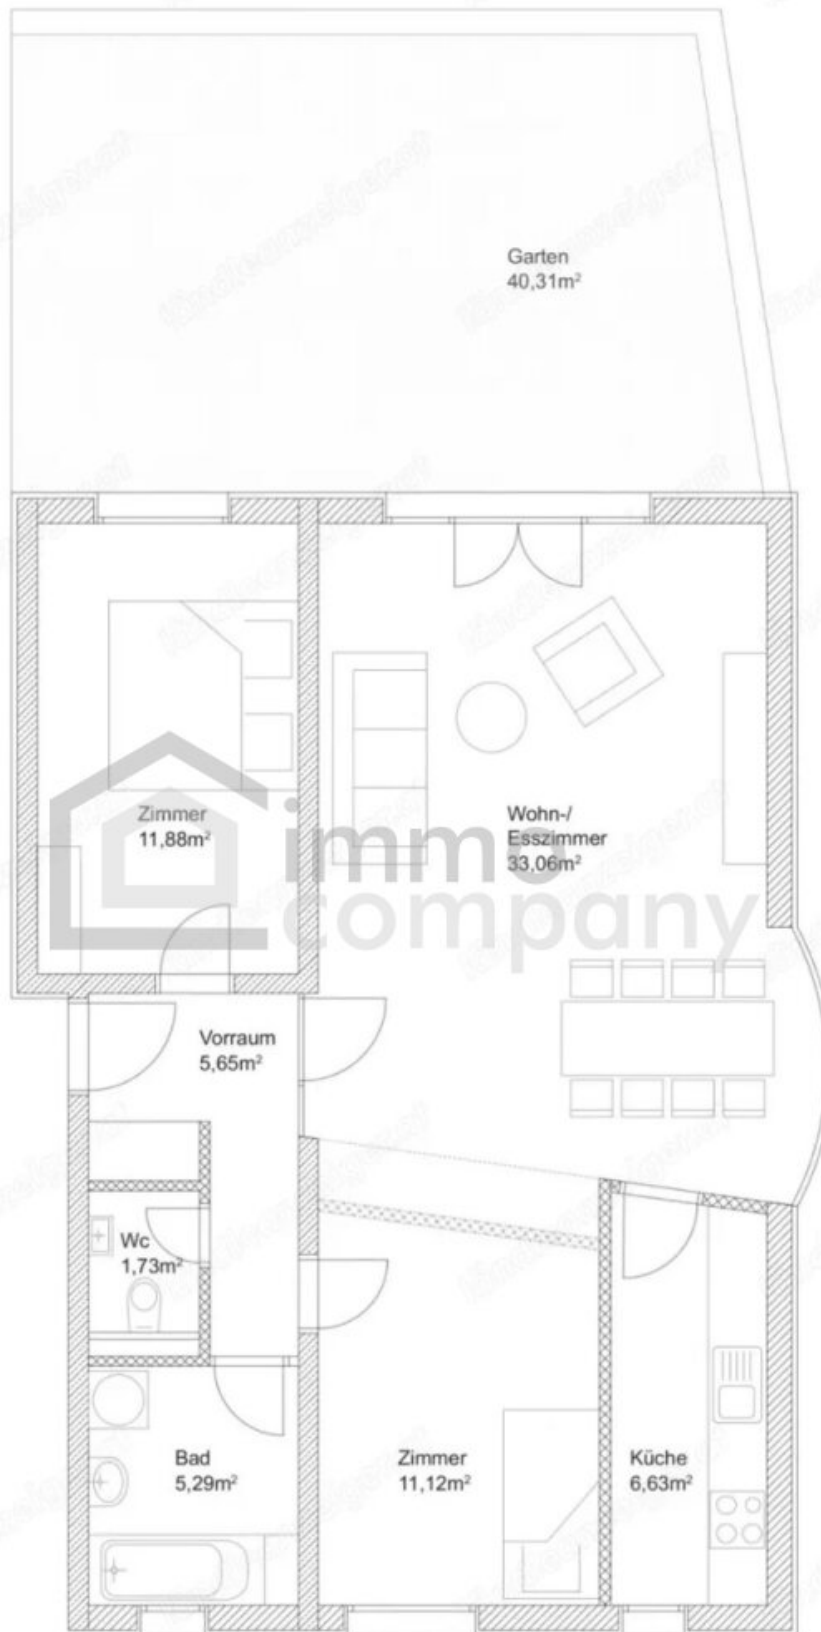 Garten
40,31m²
Zimmer
11,88m²
Wohn-/
Esszimmer
33,06m²
immo
company
Vorraum
5,65m²
Wc
1,73m²
Bad
5,29m²
Zimmer
11,12m²
Küche
6,63m²